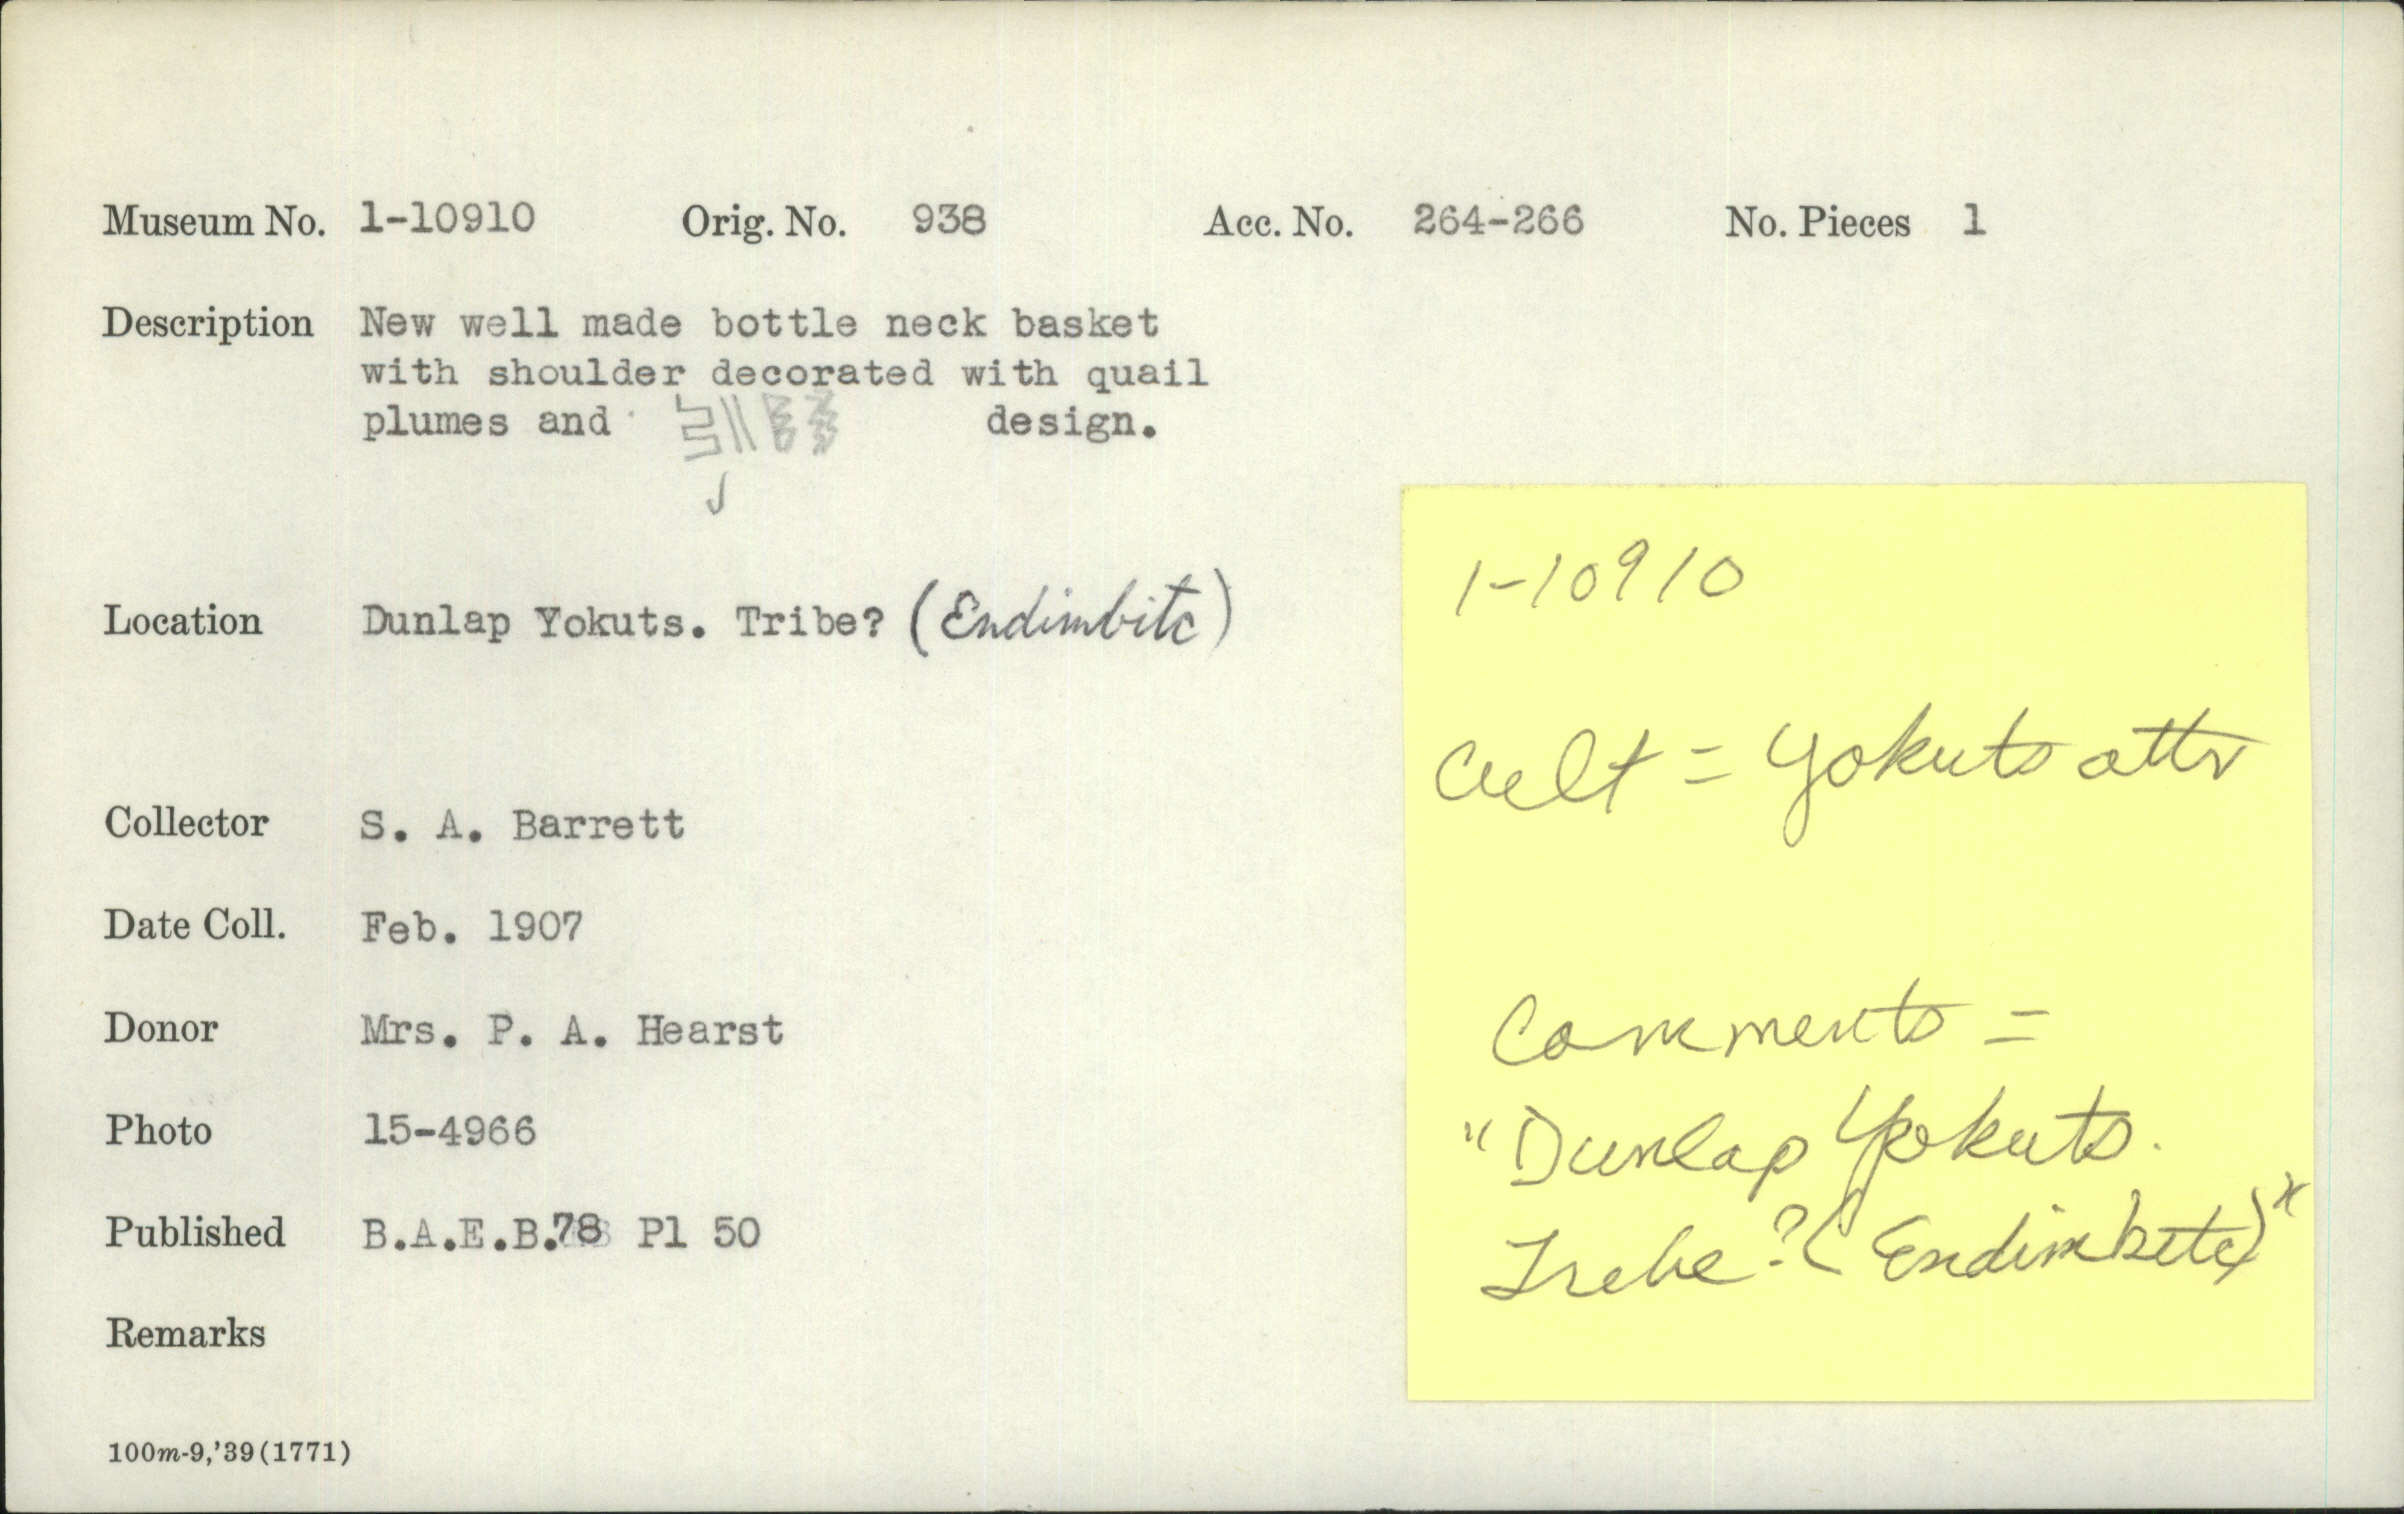 Museum No. 1-10910 Orig. No. 938 Acc. No. 264-266 No. Pieces 1
Description New well made bottle neck basket
with shoulder decorated with quail
plumes and design.
Location Dunlap Yokuts. Tribe? (Endimbitc)
Collector S. A. Barrett
Date Coll. Feb. 1907
Donor Mrs. P. A. Hearst
Photo 15-4966
Published B.A.E.B.78 Pl 50
Remarks
100m-9,'39(1771)
1-10910
Cult = Yokuts attr
Comments =
"Dunlap Yokuts.
Tribe? (Endimbitc)"